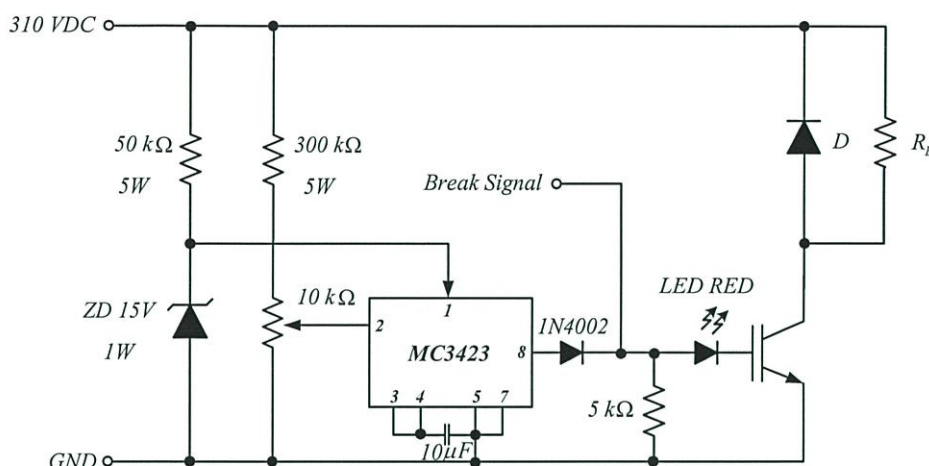 310 VDC
50 kΩ
5W
300 kΩ
5W
Break Signal
D
ZD 15V
1W
10 kΩ
1
2
MC3423
8
3 4 5 7
10μF
1N4002
LED RED
5 kΩ
GND